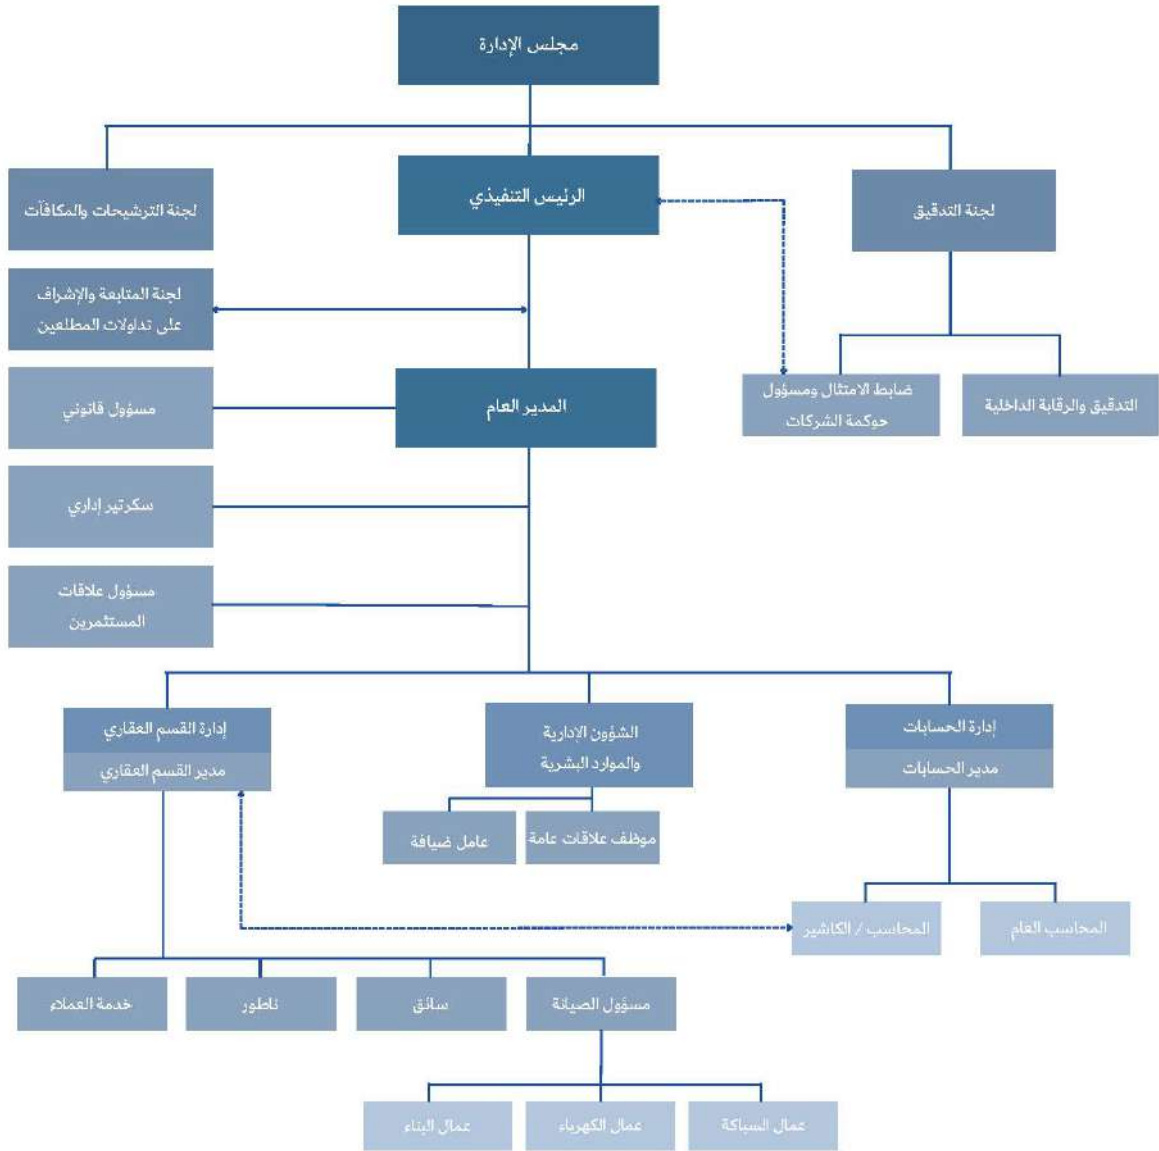 مجلس الإدارة
لجنة التدقيق
الرئيس التنفيذي
لجنة الترشيحات والمكافآت
لجنة المتابعة والإشراف
على تداولات المطلعين
التدقيق والرقابة الداخلية
ضابط الامتثال ومسؤول
حوكمة الشركات
المدير العام
مسؤول قانوني
سكرتير إداري
مسؤول علاقات
المستثمرين
إدارة الحسابات
مدير الحسابات
الشؤون الإدارية
والموارد البشرية
إدارة القسم العقاري
مدير القسم العقاري
موظف علاقات عامة
عامل ضيافة
المحاسب العام
المحاسب / الكاشير
مسؤول الصيانة
سائق
ناطور
خدمة العملاء
عمال السباكة
عمال الكهرباء
عمال البناء